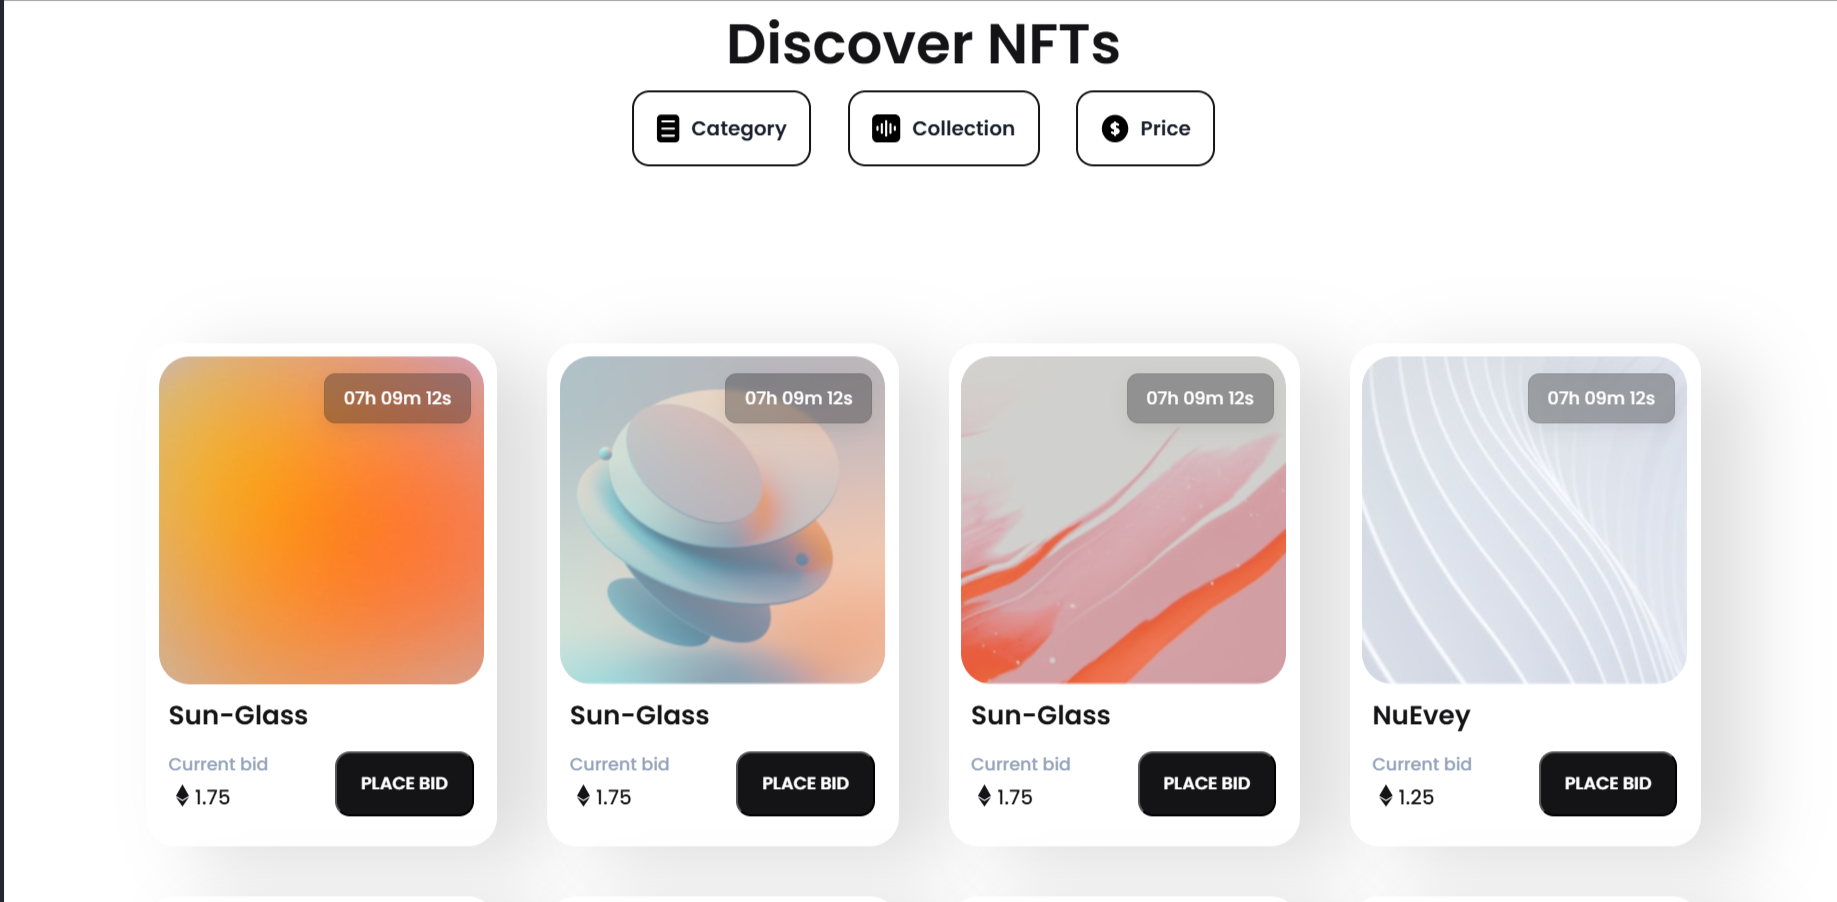 Discover NFTs
Category
Collection
Price
07h 09m 12s
Sun-Glass
Current bid
1.75
PLACE BID
07h 09m 12s
Sun-Glass
Current bid
1.75
PLACE BID
07h 09m 12s
Sun-Glass
Current bid
1.75
PLACE BID
07h 09m 12s
NuEvey
Current bid
1.25
PLACE BID